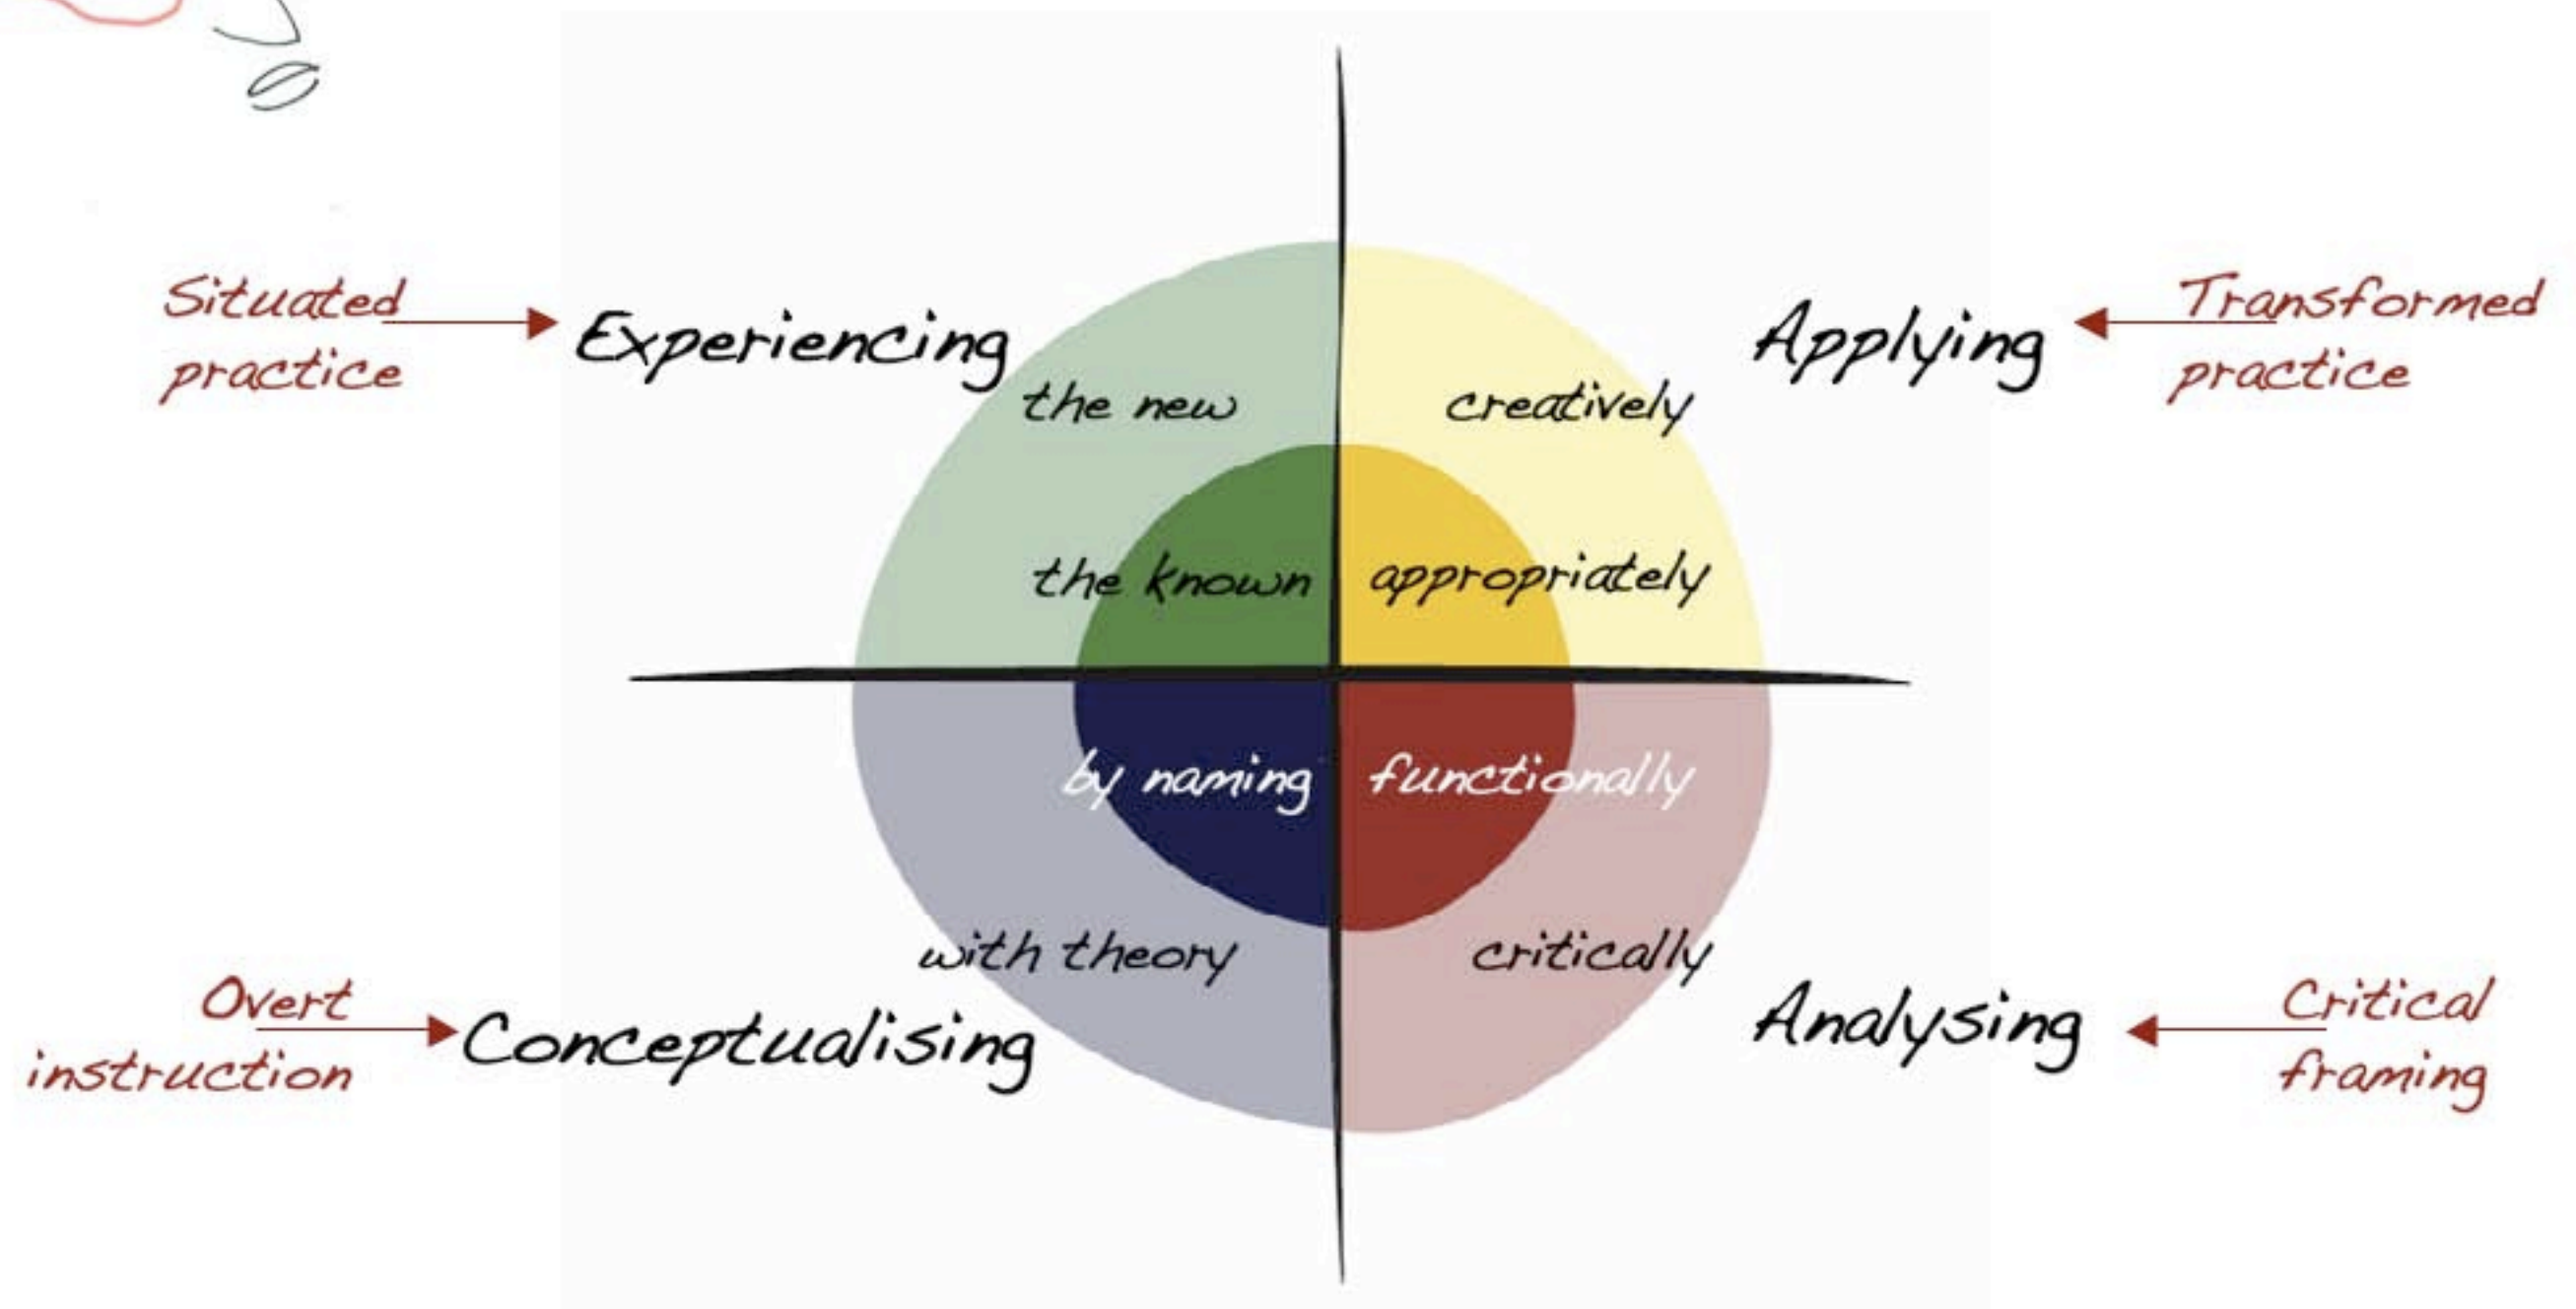 Situated
practice
Experiencing
the new
the known
creatively
appropriately
Applying
Transformed
practice
by naming
functionally
with theory
critically
Overt
instruction
Conceptualising
Analysing
Critical
framing